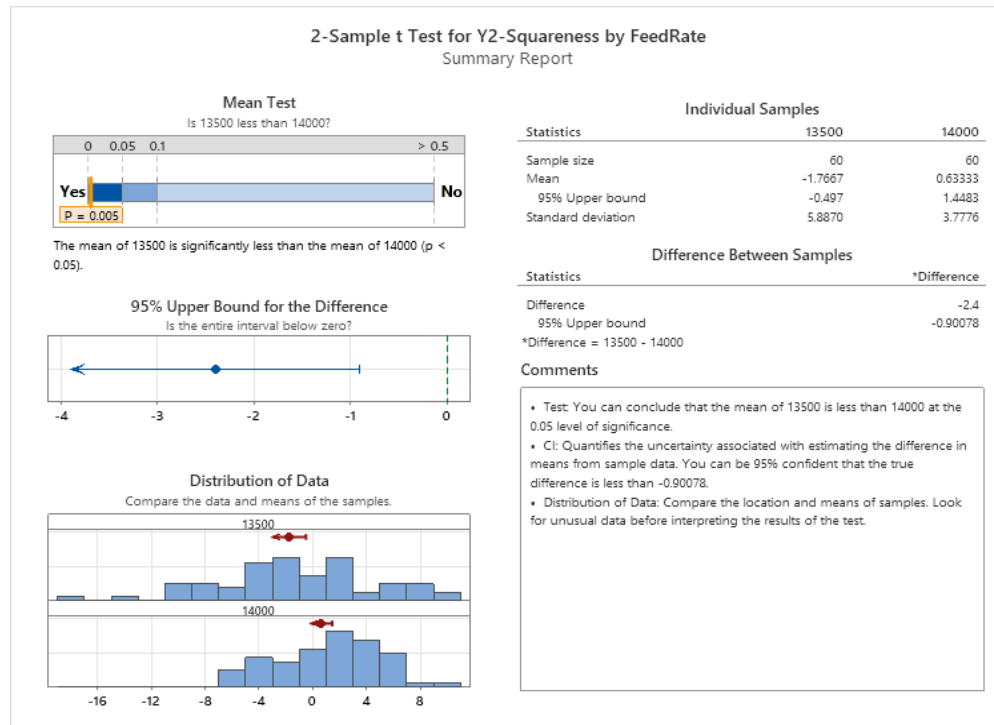 2-Sample t Test for Y2-Squareness by FeedRate
Summary Report
Mean Test
Is 13500 less than 14000?
0 0.05 0.1 > 0.5
Yes No
P = 0.005
The mean of 13500 is significantly less than the mean of 14000 (p <
0.05).
95% Upper Bound for the Difference
Is the entire interval below zero?
-4 -3 -2 -1 0
Distribution of Data
Compare the data and means of the samples.
13500
14000
-16 -12 -8 -4 0 4 8
Individual Samples
Statistics 13500 14000
Sample size 60 60
Mean -1.7667 0.63333
95% Upper bound -0.497 1.4483
Standard deviation 5.8870 3.7776
Difference Between Samples
Statistics *Difference
Difference -2.4
95% Upper bound -0.90078
*Difference = 13500 - 14000
Comments
• Test: You can conclude that the mean of 13500 is less than 14000 at the
0.05 level of significance.
• CI: Quantifies the uncertainty associated with estimating the difference in
means from sample data. You can be 95% confident that the true
difference is less than -0.90078.
• Distribution of Data: Compare the location and means of samples. Look
for unusual data before interpreting the results of the test.